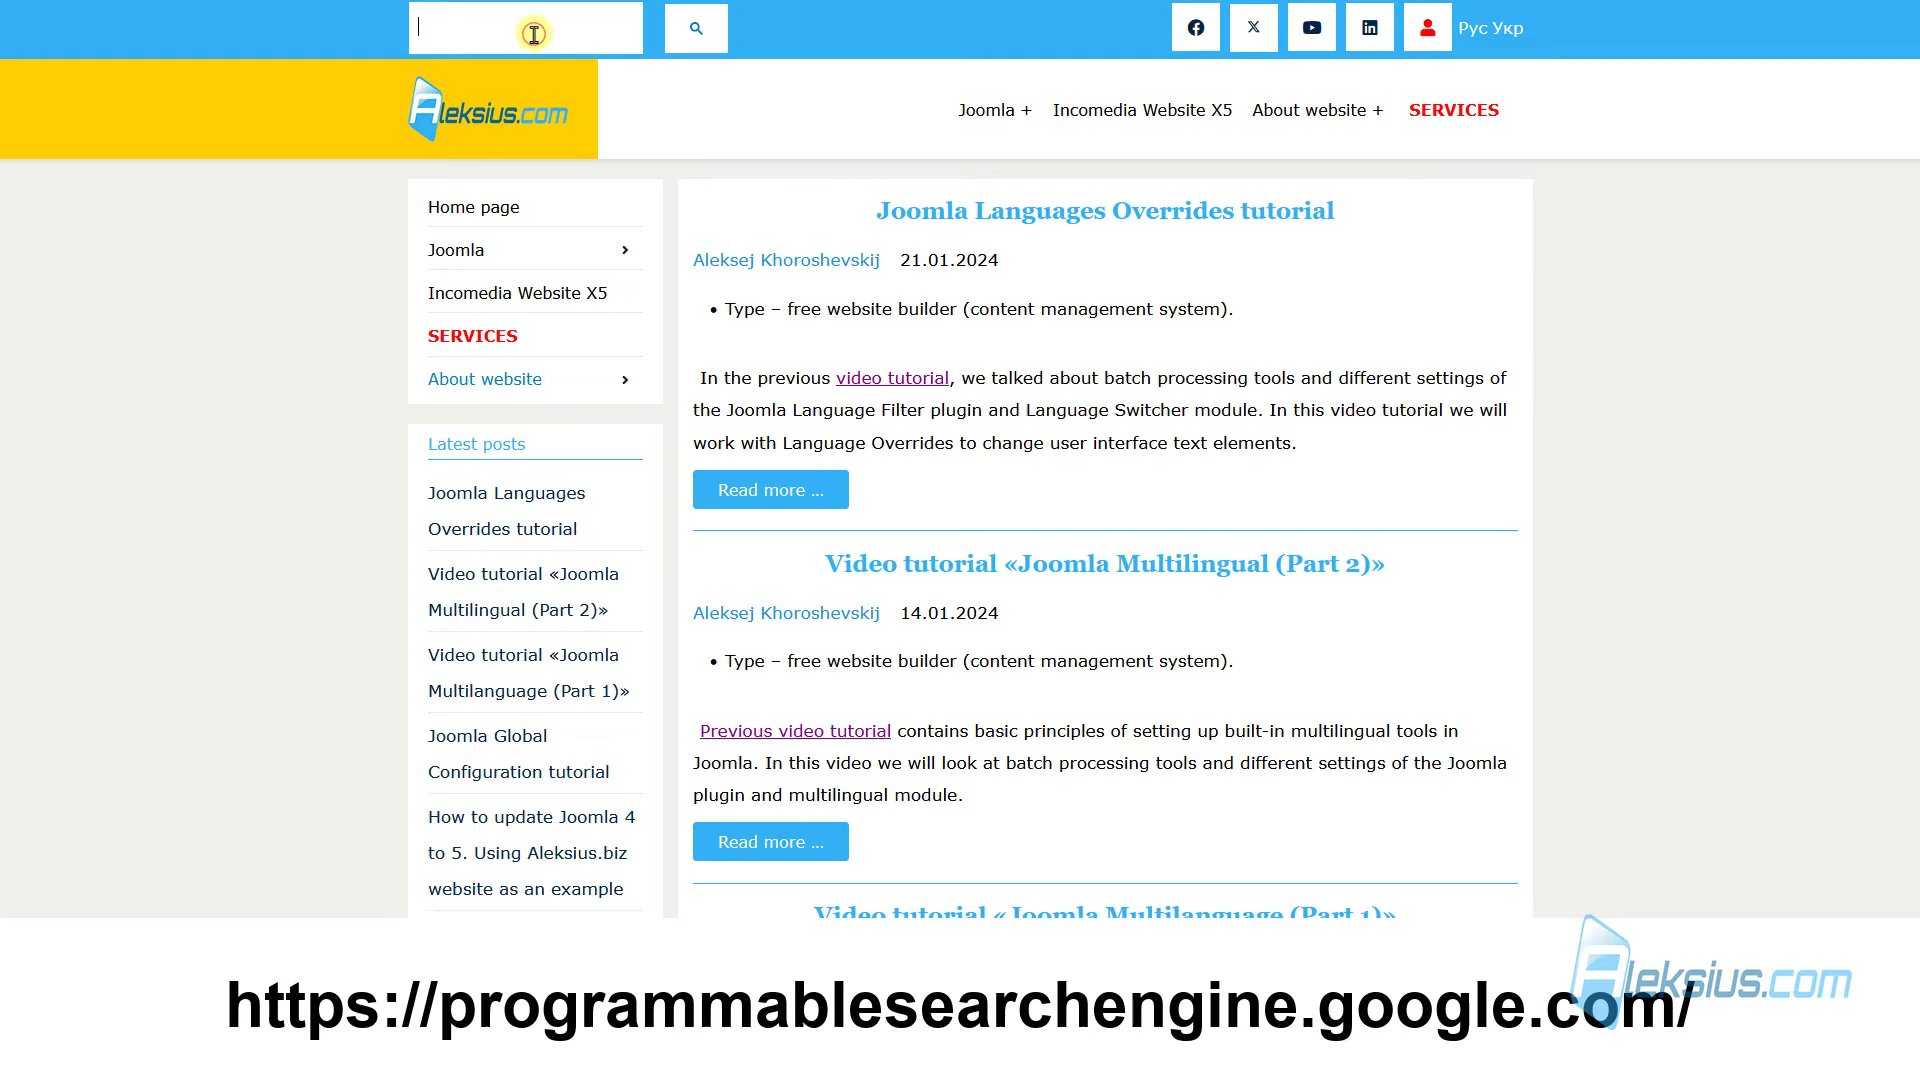 Рус Укр
Aleksius.com
Joomla + Incomedia Website X5 About website + SERVICES
Home page
Joomla
Incomedia Website X5
SERVICES
About website
Latest posts
Joomla Languages
Overrides tutorial
Video tutorial «Joomla
Multilingual (Part 2)»
Video tutorial «Joomla
Multilanguage (Part 1)»
Joomla Global
Configuration tutorial
How to update Joomla 4
to 5. Using Aleksius.biz
website as an example
Joomla Languages Overrides tutorial
Aleksej Khoroshevskij 21.01.2024
• Type – free website builder (content management system).
In the previous video tutorial, we talked about batch processing tools and different settings of
the Joomla Language Filter plugin and Language Switcher module. In this video tutorial we will
work with Language Overrides to change user interface text elements.
Read more ...
Video tutorial «Joomla Multilingual (Part 2)»
Aleksej Khoroshevskij 14.01.2024
• Type – free website builder (content management system).
Previous video tutorial contains basic principles of setting up built-in multilingual tools in
Joomla. In this video we will look at batch processing tools and different settings of the Joomla
plugin and multilingual module.
Read more ...
Video tutorial «Joomla Multilanguage (Part 1)»
https://programmablesearchengine.google.com/
Aleksius.com